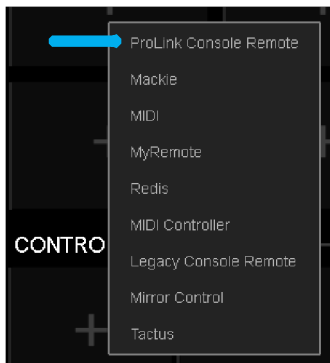 ProLink Console Remote
Mackie
MIDI
MyRemote
Redis
MIDI Controller
CONTRO
Legacy Console Remote
Mirror Control
Tactus